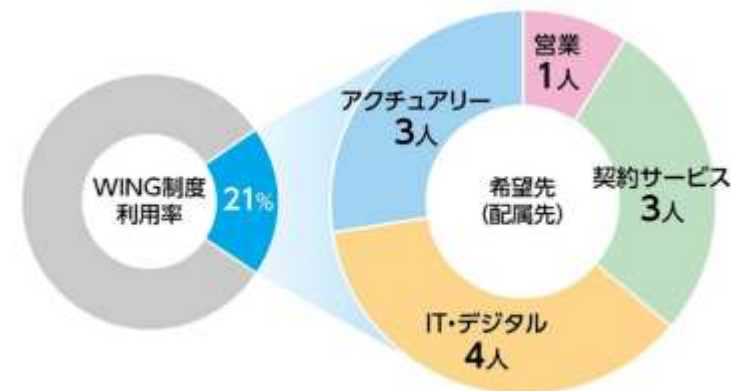 WING制度
利用率
21%
営業
1人
契約サービス
3人
IT・デジタル
4人
アクチュアリー
3人
希望先
(配属先)